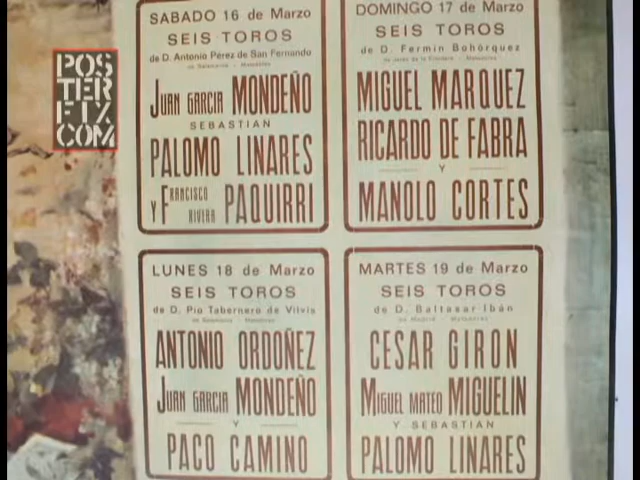 POS
TER
FIX
COM
SABADO 16 de Marzo
SEIS TOROS
de D. Antonio Pérez de San Fernando
JUAN GARCIA MONDEÑO
SEBASTIAN
PALOMO LINARES
Y FRANCISCO RIVERA PAQUIRRI
DOMINGO 17 de Marzo
SEIS TOROS
de D. Fermin Bohórquez
MIGUEL MARQUEZ
RICARDO DE FABRA
Y
MANOLO CORTES
LUNES 18 de Marzo
SEIS TOROS
de D. Pio Tabernero de Vilvis
ANTONIO ORDOÑEZ
JUAN GARCIA MONDEÑO
Y
PACO CAMINO
MARTES 19 de Marzo
SEIS TOROS
de D. Baltasar Ibán
CESAR GIRON
MIGUEL MATEO MIGUELIN
Y SEBASTIAN
PALOMO LINARES